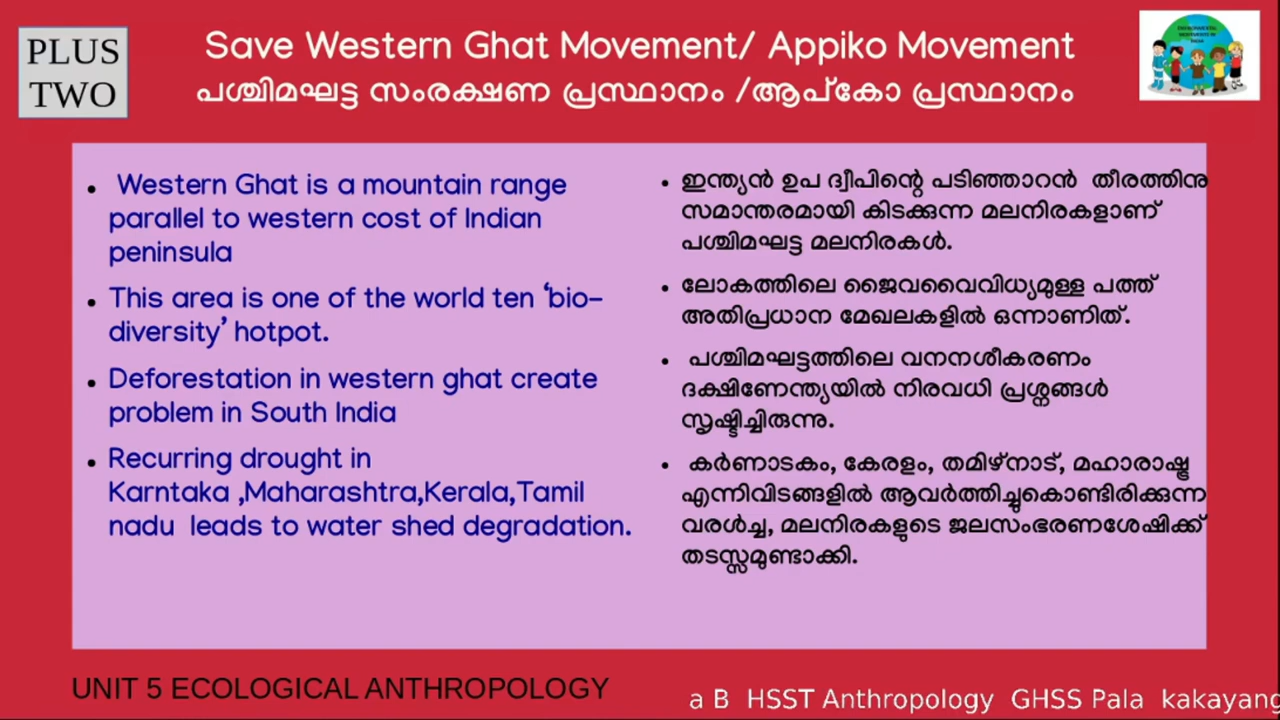 PLUS
TWO
Save Western Ghat Movement/ Appiko Movement
പശ്ചിമഘട്ട സംരക്ഷണ പ്രസ്ഥാനം /ആപ്കോ പ്രസ്ഥാനം
ENVIRONMENTAL
MOVEMENTS IN
INDIA
• Western Ghat is a mountain range
parallel to western cost of Indian
peninsula
• This area is one of the world ten ‘bio-
diversity’ hotpot.
• Deforestation in western ghat create
problem in South India
• Recurring drought in
Karntaka ,Maharashtra,Kerala,Tamil
nadu leads to water shed degradation.
• ഇന്ത്യൻ ഉപ ദ്വീപിന്റെ പടിഞ്ഞാറൻ തീരത്തിനു
സമാന്തരമായി കിടക്കുന്ന മലനിരകളാണ്
പശ്ചിമഘട്ട മലനിരകൾ.
• ലോകത്തിലെ ജൈവവൈവിധ്യമുള്ള പത്ത്
അതിപ്രധാന മേഖലകളിൽ ഒന്നാണിത്.
• പശ്ചിമഘട്ടത്തിലെ വനനശീകരണം
ദക്ഷിണേന്ത്യയിൽ നിരവധി പ്രശ്നങ്ങൾ
സൃഷ്ടിച്ചിരുന്നു.
• കർണാടകം, കേരളം, തമിഴ്നാട്, മഹാരാഷ്ട്ര
എന്നിവിടങ്ങളിൽ ആവർത്തിച്ചുകൊണ്ടിരിക്കുന്ന
വരൾച്ച, മലനിരകളുടെ ജലസംഭരണശേഷിക്ക്
തടസ്സമുണ്ടാക്കി.
UNIT 5 ECOLOGICAL ANTHROPOLOGY
a B HSST Anthropology GHSS Pala kakayang